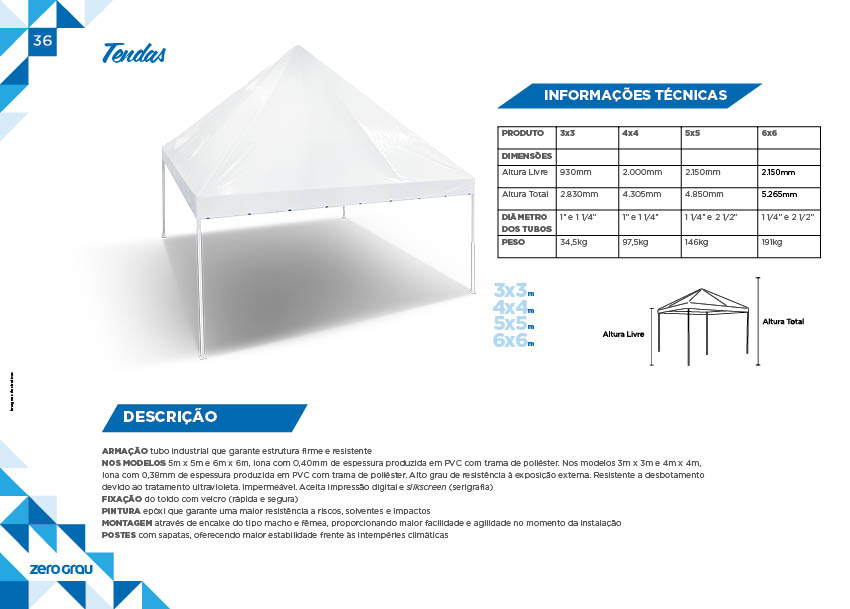 36
Tendas
INFORMAÇÕES TÉCNICAS
PRODUTO 3x3 4x4 5x5 6x6
DIMENSÕES
Altura Livre 930mm 2.000mm 2.150mm 2.150mm
Altura Total 2.830mm 4.305mm 4.850mm 5.265mm
DIÂMETRO DOS TUBOS 1" e 1 1/4" 1" e 1 1/4" 1 1/4" e 2 1/2" 1 1/4" e 2 1/2"
PESO 34,5kg 97,5kg 146kg 191kg
3x3m
4x4m
5x5m
6x6m
Altura Livre
Altura Total
DESCRIÇÃO
ARMAÇÃO tubo industrial que garante estrutura firme e resistente
NOS MODELOS 5m x 5m e 6m x 6m, lona com 0,40mm de espessura produzida em PVC com trama de poliéster. Nos modelos 3m x 3m e 4m x 4m,
lona com 0,38mm de espessura produzida em PVC com trama de poliéster. Alto grau de resistência à exposição externa. Resistente a desbotamento
devido ao tratamento ultravioleta. Impermeável. Aceita impressão digital e silkscreen (serigrafia)
FIXAÇÃO do toldo com velcro (rápida e segura)
PINTURA epóxi que garante uma maior resistência a riscos, solventes e impactos
MONTAGEM através de encaixe do tipo macho e fêmea, proporcionando maior facilidade e agilidade no momento da instalação
POSTES com sapatas, oferecendo maior estabilidade frente às intempéries climáticas
zerograu